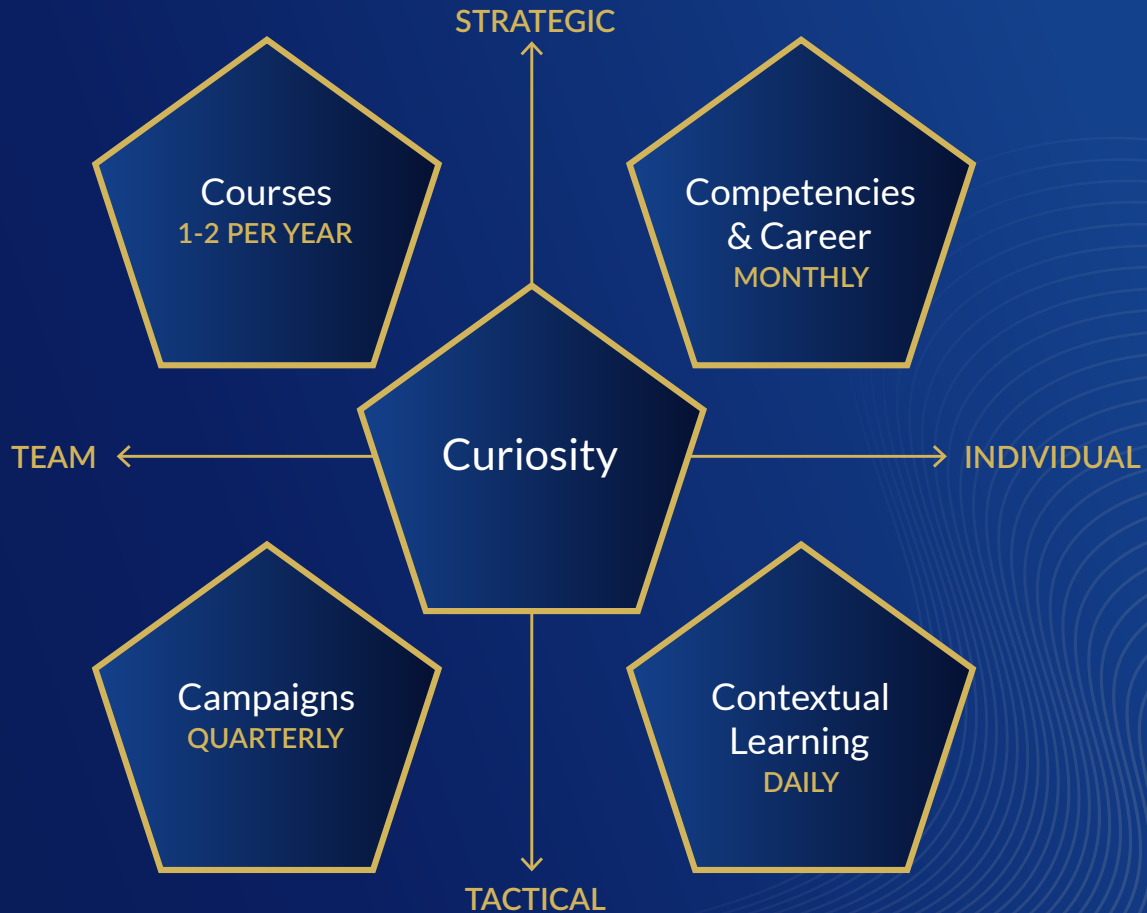 STRATEGIC
Courses
1-2 PER YEAR
Competencies
& Career
MONTHLY
TEAM
Curiosity
INDIVIDUAL
Campaigns
QUARTERLY
Contextual
Learning
DAILY
TACTICAL